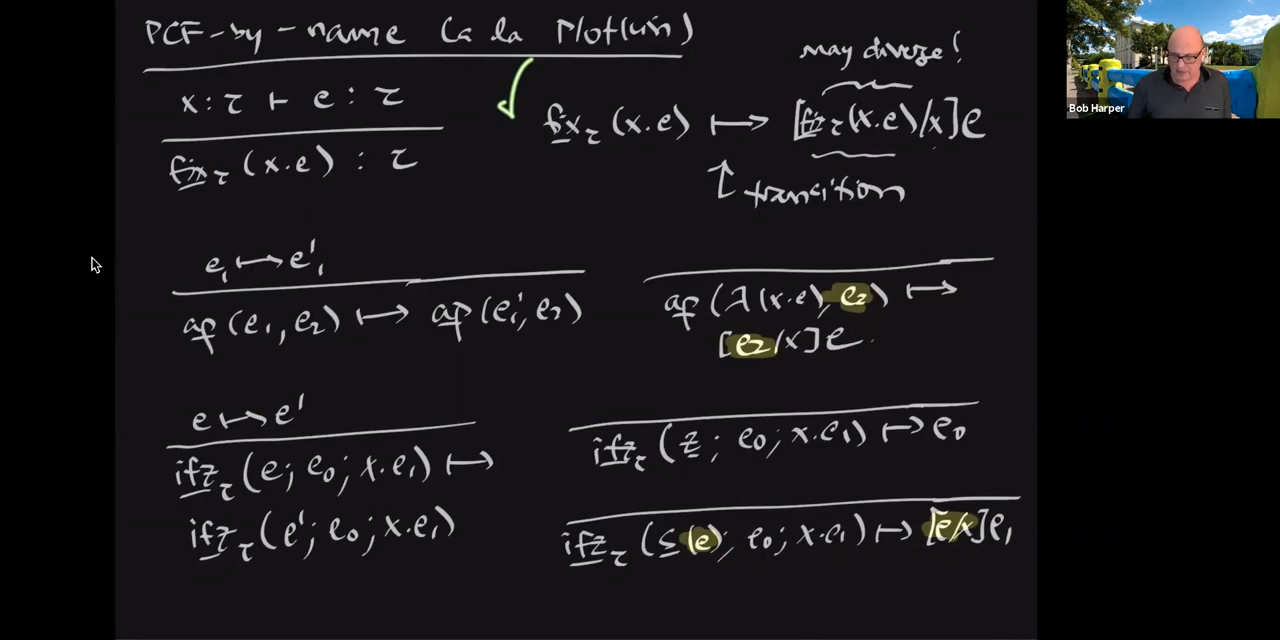 PCF-by-name (a la Plotkin)
may diverge!
x : τ ⊢ e : τ
fix_τ (x.e) : τ
fix_τ (x.e) ⟼ [fix_τ (x.e)/x]e
↑ transition
e₁ ⟼ e₁'
ap(e₁, e₂) ⟼ ap(e₁', e₂)
ap(λ(x.e), e₂) ⟼
[e₂/x]e
e ⟼ e'
ifz_τ (e; e₀; x.e₁) ⟼
ifz_τ (e'; e₀; x.e₁)
ifz_τ (z; e₀; x.e₁) ⟼ e₀
ifz_τ (s(e); e₀; x.e₁) ⟼ [e/x]e₁
Bob Harper